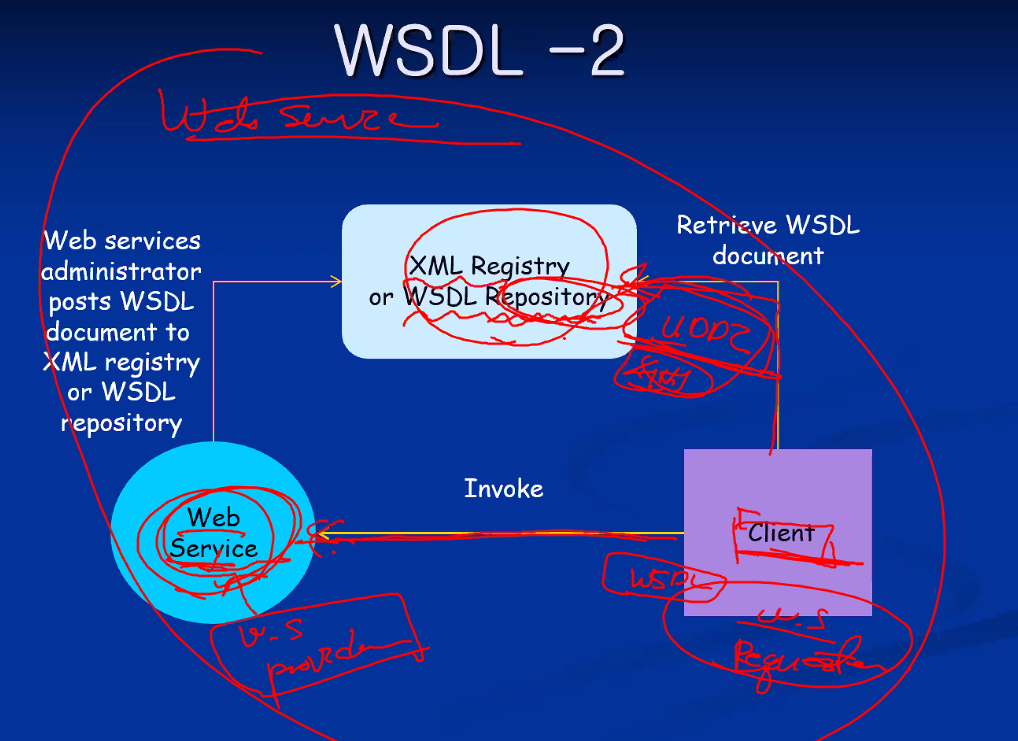 WSDL -2
Web Service
Web services
administrator
posts WSDL
document to
XML registry
or WSDL
repository
XML Registry
or WSDL Repository
Retrieve WSDL
document
UDDI
Invoke
Web
Service
Client
WSDL
W-S
provider
W-S
Requester